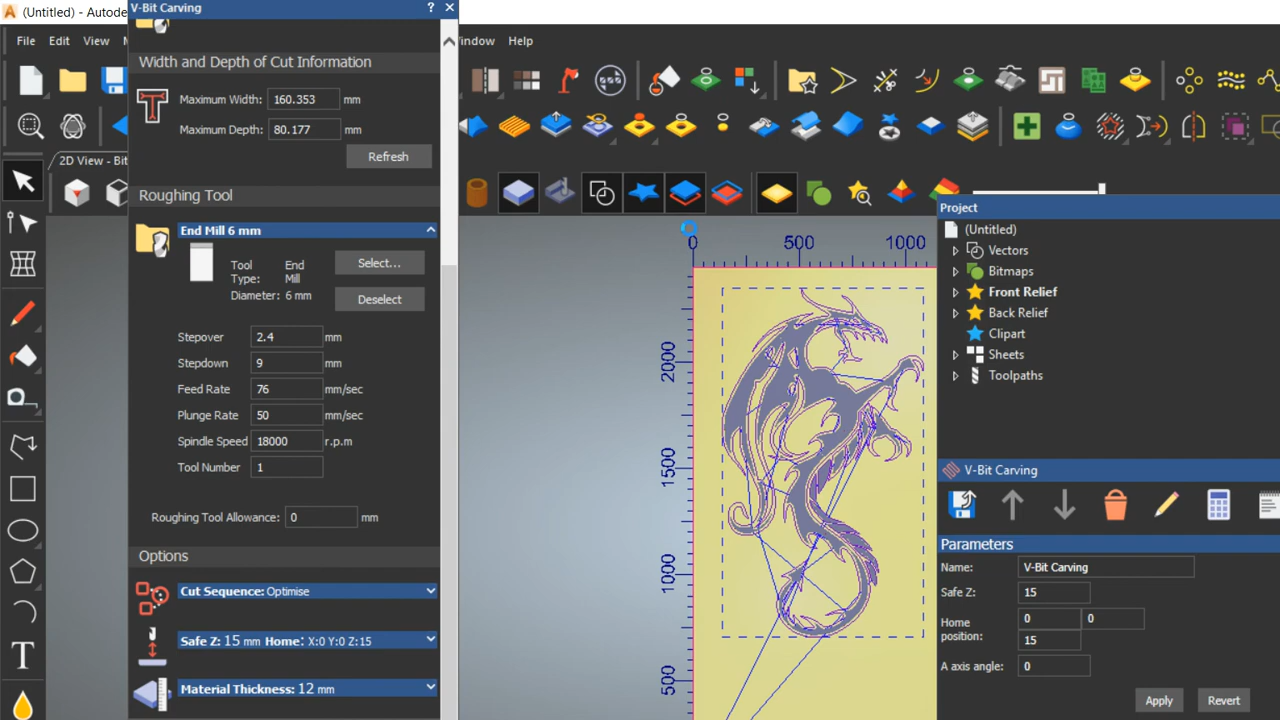 (Untitled) - Autode
V-Bit Carving
?
File Edit View
indow Help
Width and Depth of Cut Information
Maximum Width: 160.353 mm
Maximum Depth: 80.177 mm
Refresh
2D View - Bit
Roughing Tool
End Mill 6 mm
Tool Type: End Mill
Diameter: 6 mm
Select...
Deselect
Stepover 2.4 mm
Stepdown 9 mm
Feed Rate 76 mm/sec
Plunge Rate 50 mm/sec
Spindle Speed 18000 r.p.m
Tool Number 1
Roughing Tool Allowance: 0 mm
Options
Cut Sequence: Optimise
Safe Z: 15 mm Home: X:0 Y:0 Z:15
Material Thickness: 12 mm
0 500 1000
2000
1500
1000
500
Project
(Untitled)
Vectors
Bitmaps
Front Relief
Back Relief
Clipart
Sheets
Toolpaths
V-Bit Carving
Parameters
Name: V-Bit Carving
Safe Z: 15
Home position: 0 0
15
A axis angle: 0
Apply Revert